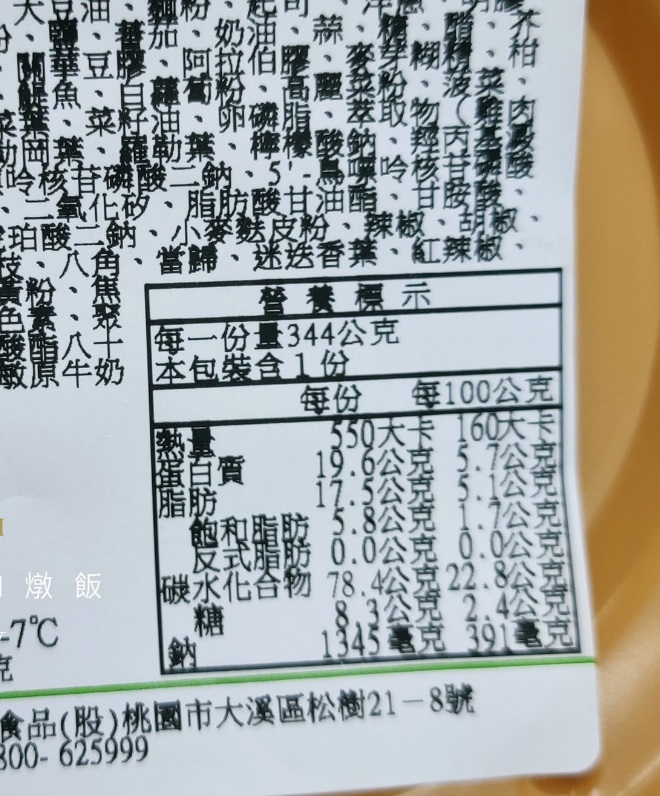 大豆油、 粉、起司、 洋蔥、 胡
粉、鹽、蕃茄、奶油、蒜、糖、醋、芥
、關華豆膠、阿拉伯膠、麥芽糊精、柑
、鯷魚、白蘿蔔粉、高麗菜粉、菠菜
菜葉、菜籽油、卵磷脂、萃取物(雞肉
勒岡葉、羅勒葉、檸檬酸鈉、羥丙基澱
呤核苷磷酸二鈉、5'-鳥嘌呤核苷磷酸
、二氧化矽、脂肪酸甘油酯、甘胺酸、
琥珀酸二鈉、小麥麩皮粉、辣椒、胡椒、
枝、八角、當歸、迷迭香葉、紅辣椒、
黃粉、焦
色素、聚
酸酯八十
敏原牛奶
營養標示
每一份量344公克
本包裝含1份
每份 每100公克
熱量 550大卡 160大卡
蛋白質 19.6公克 5.7公克
脂肪 17.5公克 5.1公克
飽和脂肪 5.8公克 1.7公克
反式脂肪 0.0公克 0.0公克
碳水化合物 78.4公克 22.8公克
糖 8.3公克 2.4公克
鈉 1345毫克 391毫克
燉飯
-7℃
克
食品(股)桃園市大溪區松樹21-8號
800-625999